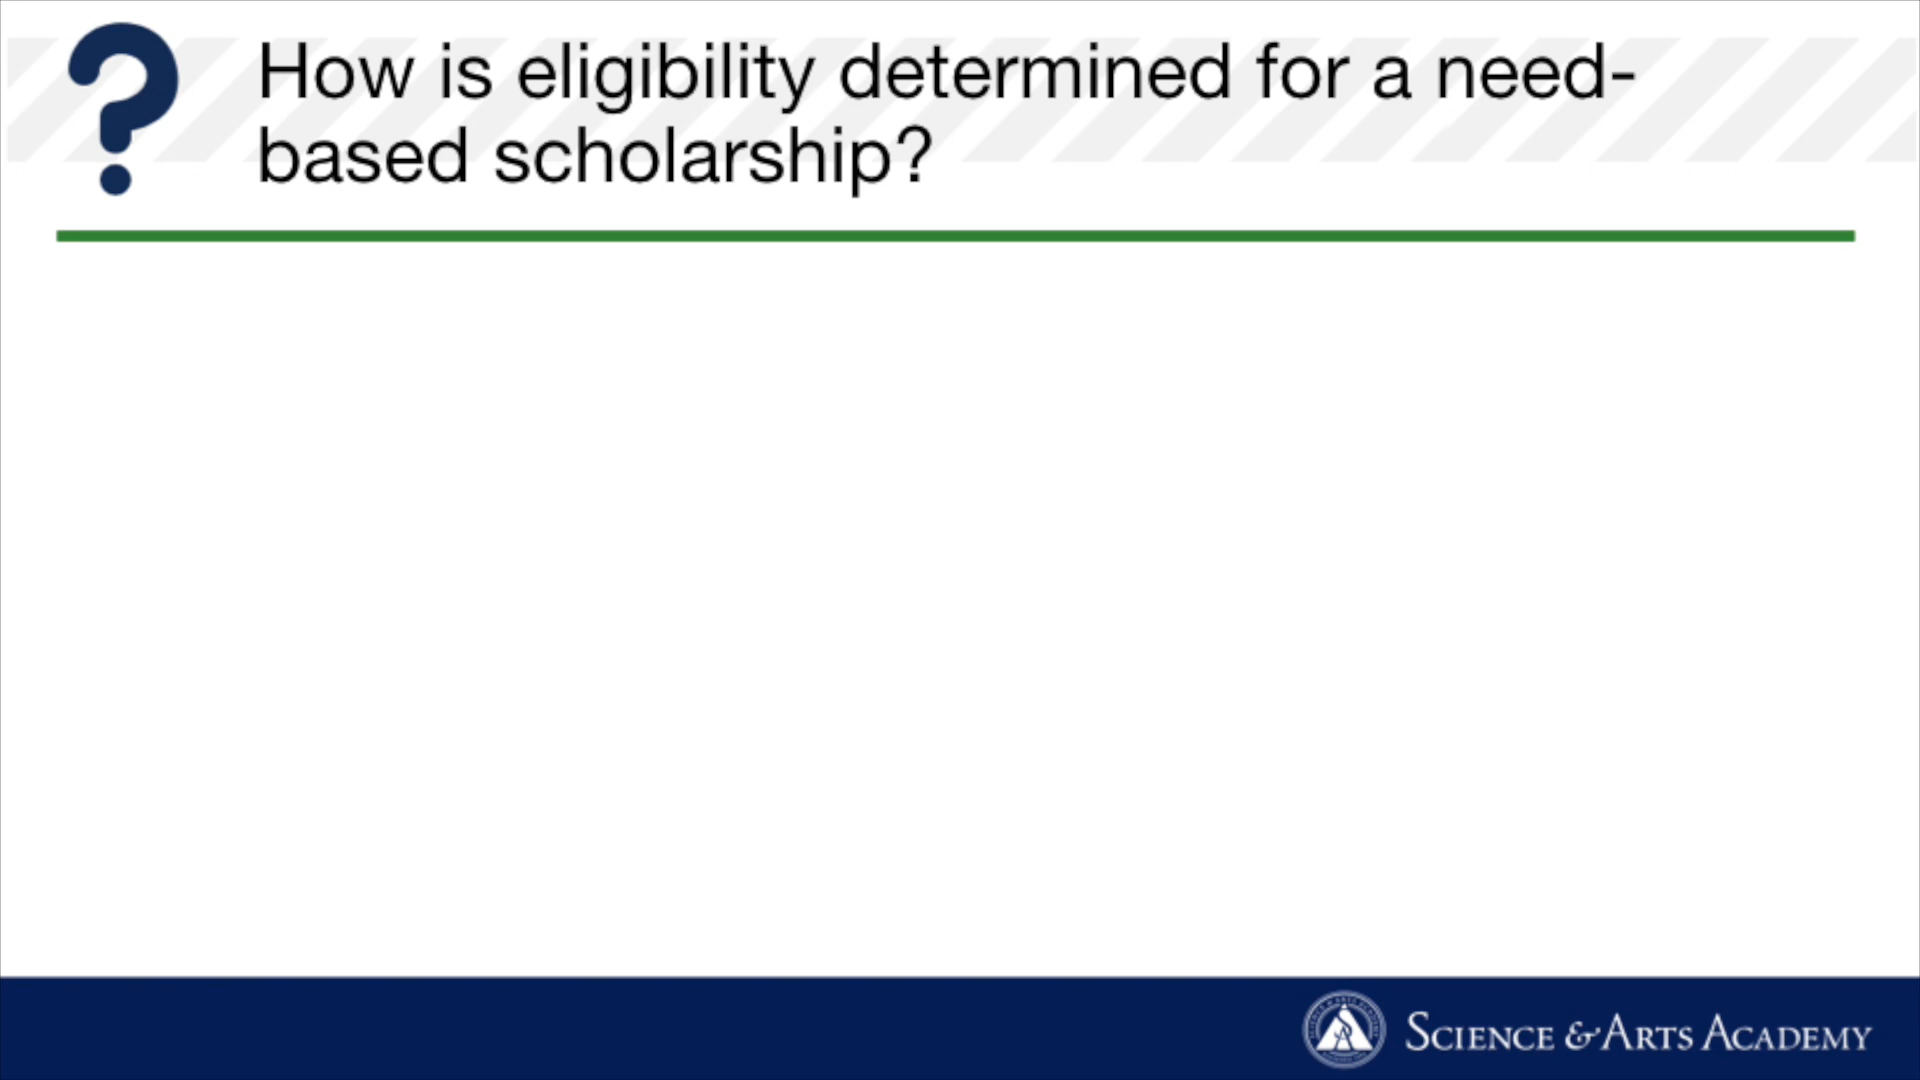 How is eligibility determined for a need-
based scholarship?
SCIENCE & ARTS ACADEMY